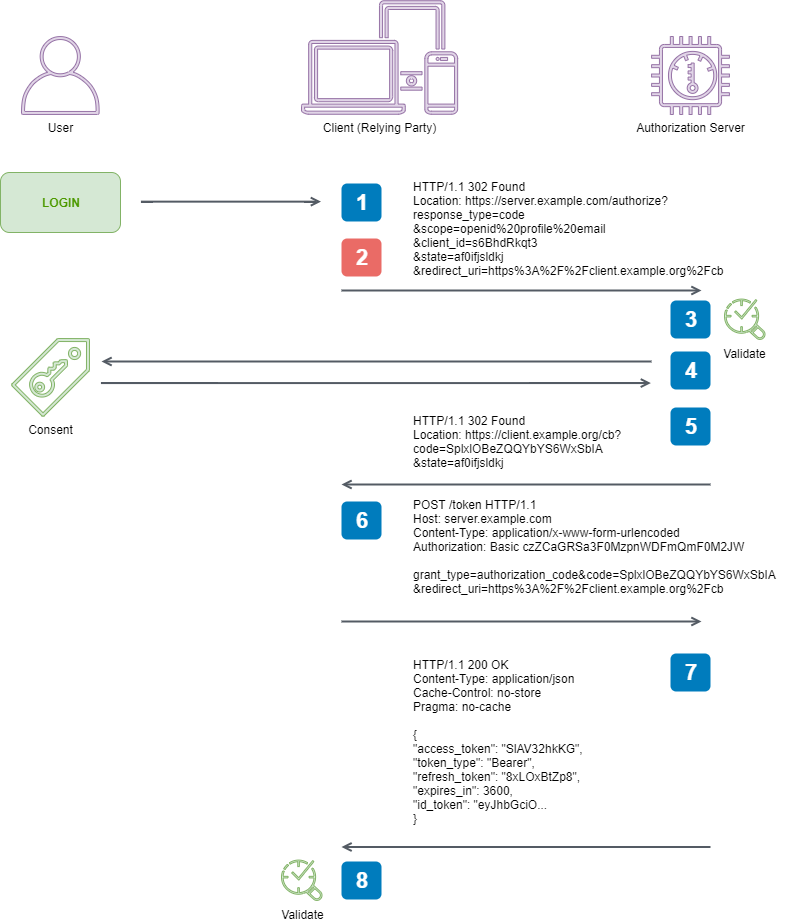 User
Client (Relying Party)
Authorization Server
LOGIN
1
HTTP/1.1 302 Found
Location: https://server.example.com/authorize?
response_type=code
&scope=openid%20profile%20email
&client_id=s6BhdRkqt3
&state=af0ifjsldkj
&redirect_uri=https%3A%2F%2Fclient.example.org%2Fcb
2
3
Validate
4
Consent
5
HTTP/1.1 302 Found
Location: https://client.example.org/cb?
code=SplxlOBeZQQYbYS6WxSbIA
&state=af0ifjsldkj
6
POST /token HTTP/1.1
Host: server.example.com
Content-Type: application/x-www-form-urlencoded
Authorization: Basic czZCaGRSa3F0MzpnWDFmQmF0M2JW
grant_type=authorization_code&code=SplxlOBeZQQYbYS6WxSbIA
&redirect_uri=https%3A%2F%2Fclient.example.org%2Fcb
7
HTTP/1.1 200 OK
Content-Type: application/json
Cache-Control: no-store
Pragma: no-cache
{
"access_token": "SlAV32hkKG",
"token_type": "Bearer",
"refresh_token": "8xLOxBtZp8",
"expires_in": 3600,
"id_token": "eyJhbGciO...
}
8
Validate